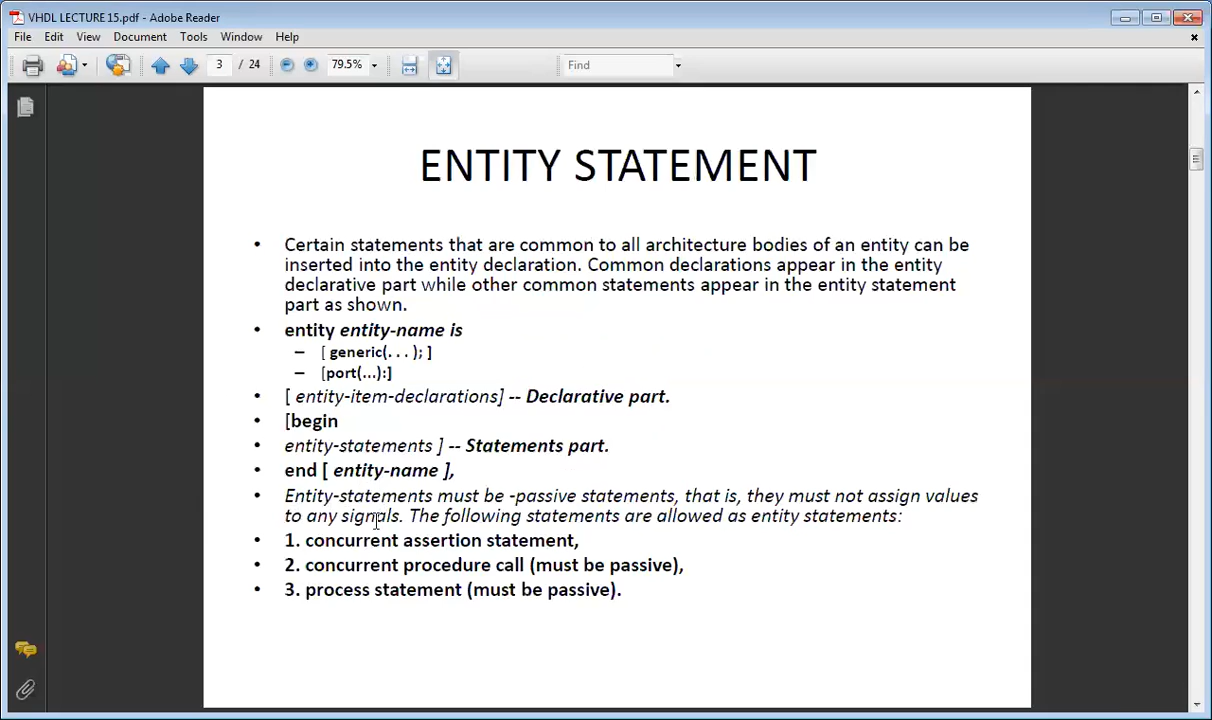 VHDL LECTURE 15.pdf - Adobe Reader
File Edit View Document Tools Window Help
3 / 24 79.5% Find
ENTITY STATEMENT
• Certain statements that are common to all architecture bodies of an entity can be
inserted into the entity declaration. Common declarations appear in the entity
declarative part while other common statements appear in the entity statement
part as shown.
• entity entity-name is
– [ generic(. . . ); ]
– [port(...):]
• [ entity-item-declarations] -- Declarative part.
• [begin
• entity-statements ] -- Statements part.
• end [ entity-name ],
• Entity-statements must be -passive statements, that is, they must not assign values
to any signals. The following statements are allowed as entity statements:
• 1. concurrent assertion statement,
• 2. concurrent procedure call (must be passive),
• 3. process statement (must be passive).